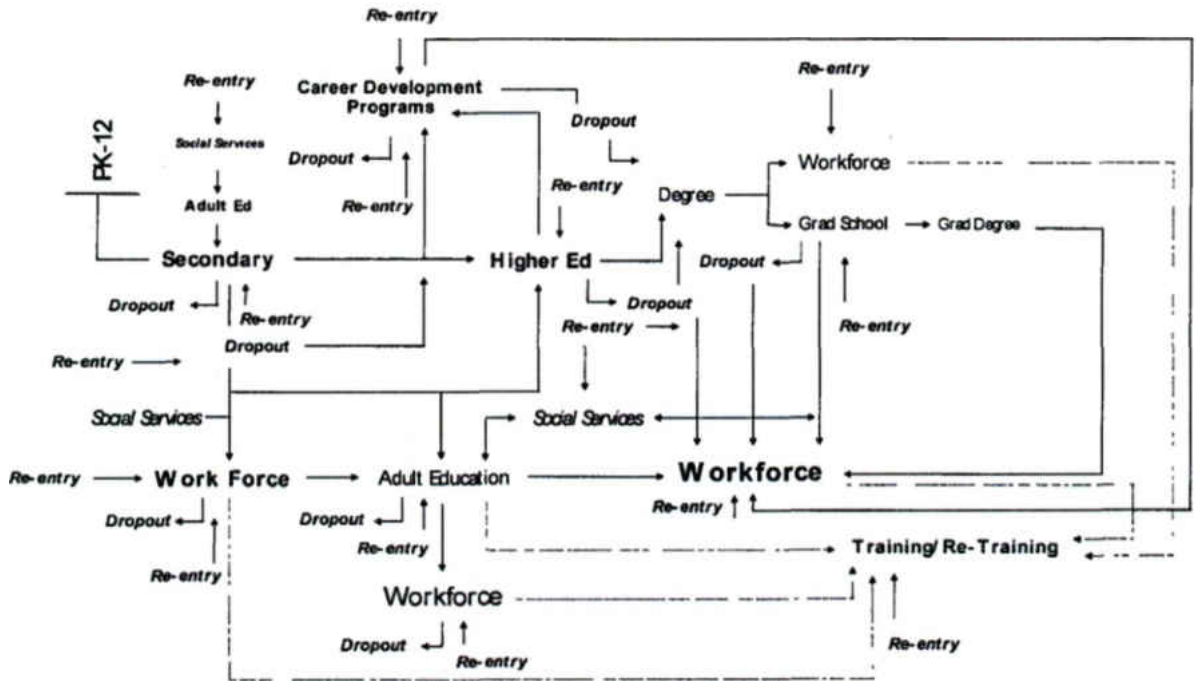 Re-entry
Re-entry
Re-entry
Career Development
Programs
PK-12
Social Services
Dropout
Dropout
Workforce
Re-entry
Degree
Adult Ed
Re-entry
Grad School
Grad Degree
Secondary
Higher Ed
Dropout
Dropout
Dropout
Re-entry
Re-entry
Re-entry
Dropout
Re-entry
Social Services
Social Services
Re-entry
Work Force
Adult Education
Workforce
Re-entry
Dropout
Dropout
Re-entry
Training/Re-Training
Re-entry
Workforce
Dropout
Re-entry
Re-entry